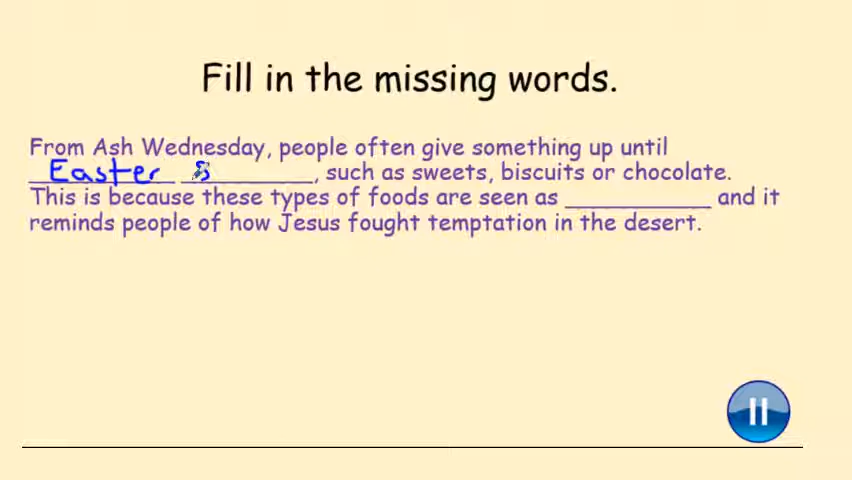 Fill in the missing words.
From Ash Wednesday, people often give something up until
Easter s, such as sweets, biscuits or chocolate.
This is because these types of foods are seen as __________ and it
reminds people of how Jesus fought temptation in the desert.